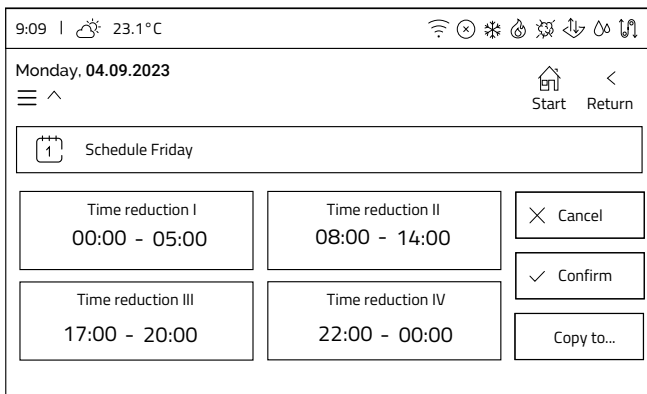 9:09 | 23.1°C
Monday, 04.09.2023
Start Return
1 Schedule Friday
Time reduction I
00:00 - 05:00
Time reduction II
08:00 - 14:00
Cancel
Time reduction III
17:00 - 20:00
Time reduction IV
22:00 - 00:00
Confirm
Copy to...